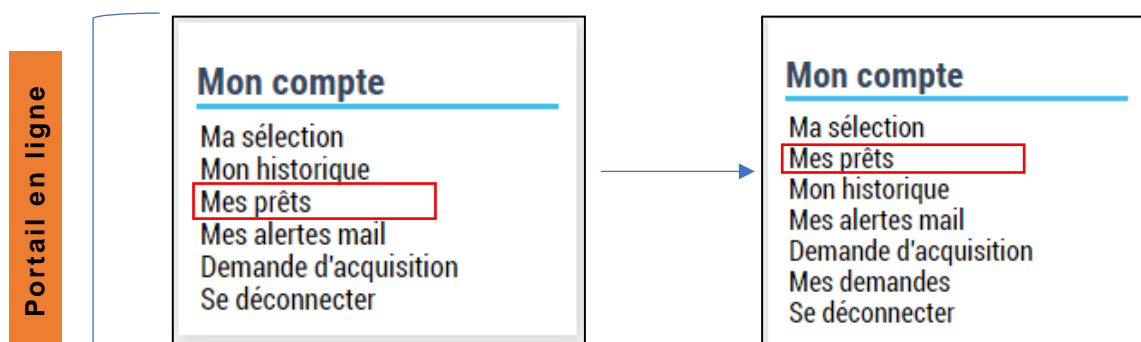 Portail en ligne
Mon compte
Ma sélection
Mon historique
Mes prêts
Mes alertes mail
Demande d'acquisition
Se déconnecter
Mon compte
Ma sélection
Mes prêts
Mon historique
Mes alertes mail
Demande d'acquisition
Mes demandes
Se déconnecter